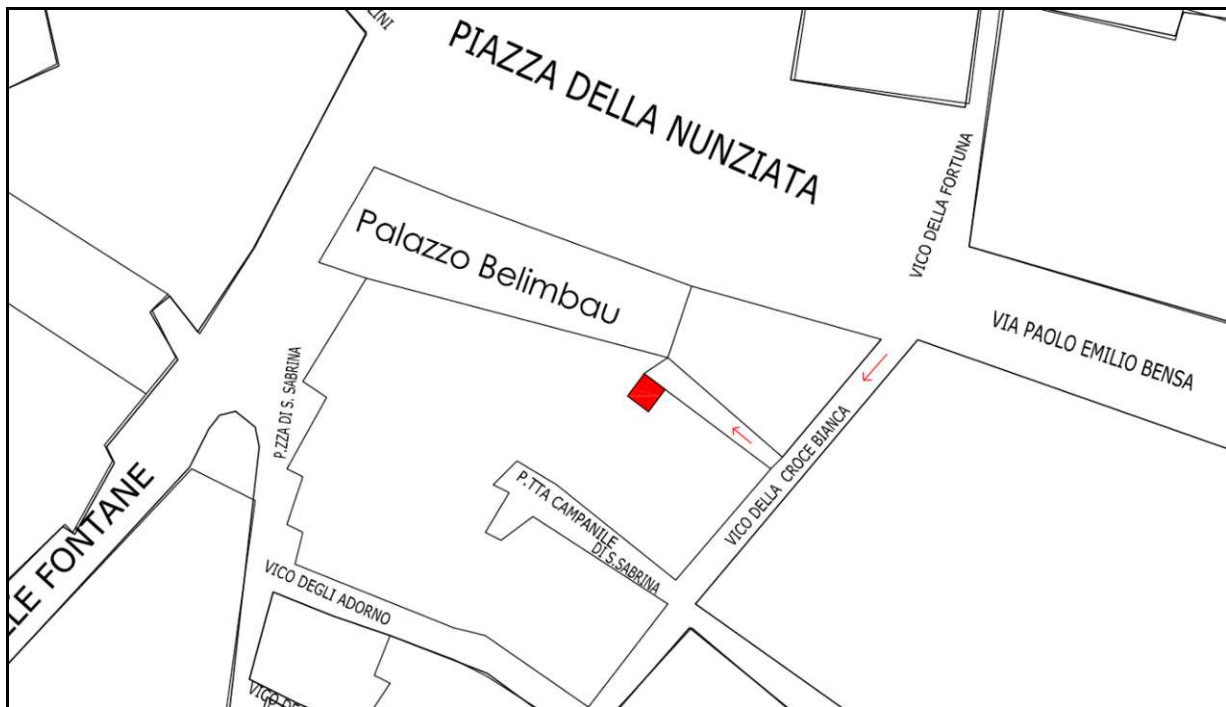 PIAZZA DELLA NUNZIATA
Palazzo Belimbau
VICO DELLA FORTUNA
VIA PAOLO EMILIO BENSA
P.ZZA DI S. SABRINA
VICO DELLA CROCE BIANCA
P.TTA CAMPANILE
DI S.SABRINA
LLE FONTANE
VICO DEGLI ADORNO